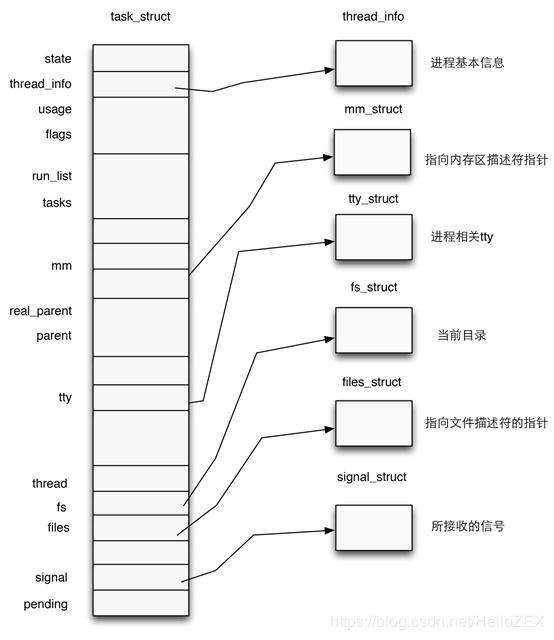 task_struct
thread_info
state
进程基本信息
thread_info
usage
mm_struct
flags
指向内存区描述符指针
run_list
tty_struct
tasks
进程相关tty
mm
fs_struct
real_parent
当前目录
parent
files_struct
tty
指向文件描述符的指针
signal_struct
thread
fs
所接收的信号
files
signal
pending
https://blog.csdn.net/HelloZEX